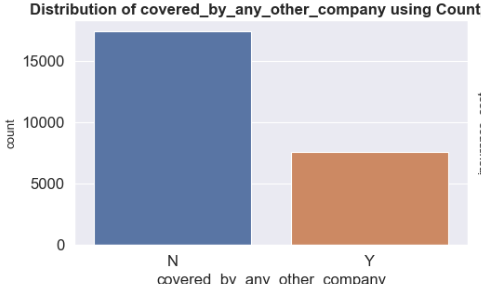 Distribution of covered_by_any_other_company using Count
15000
10000
5000
0
count
N Y
covered_by_any_other_company